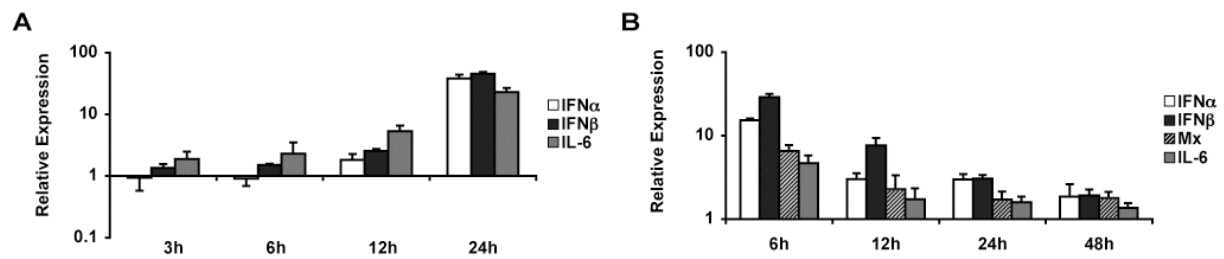 A
Relative Expression
100
10
1
0.1
3h 6h 12h 24h
IFNα
IFNβ
IL-6
B
Relative Expression
100
10
1
6h 12h 24h 48h
IFNα
IFNβ
Mx
IL-6